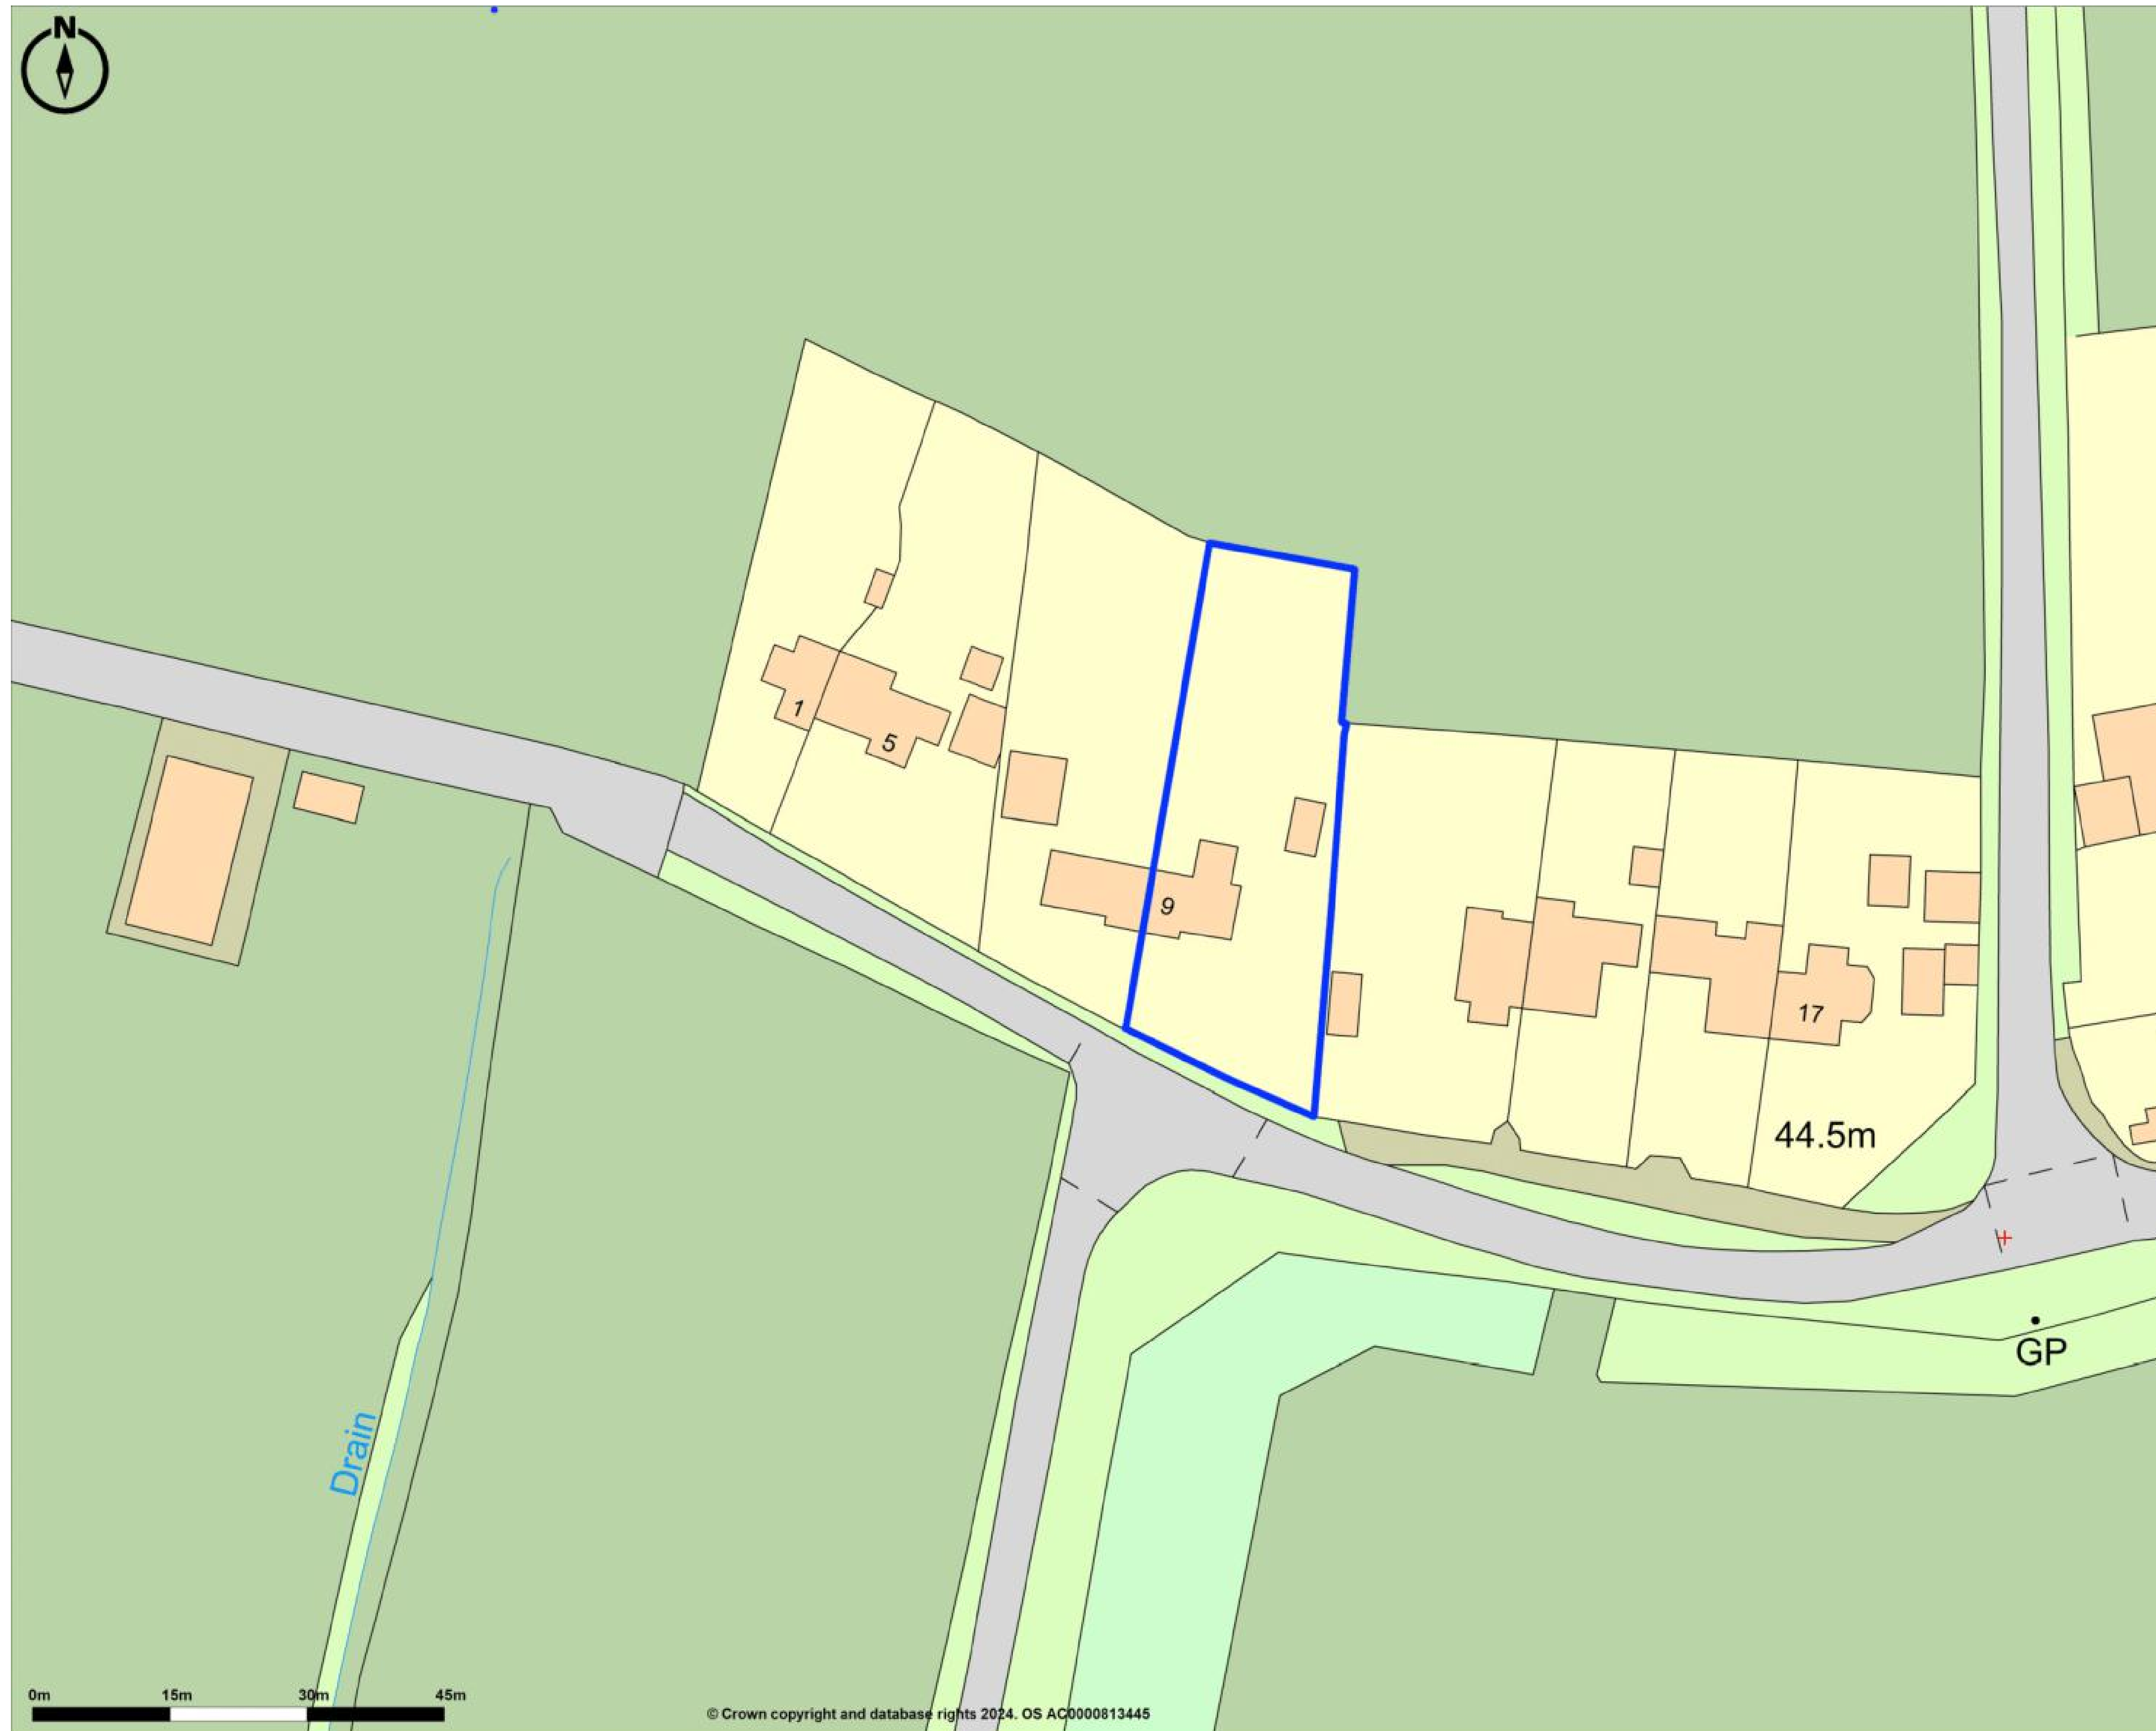 N
1
5
9
17
44.5m
GP
Drain
0m 15m 30m 45m
© Crown copyright and database rights 2024. OS AC0000813445